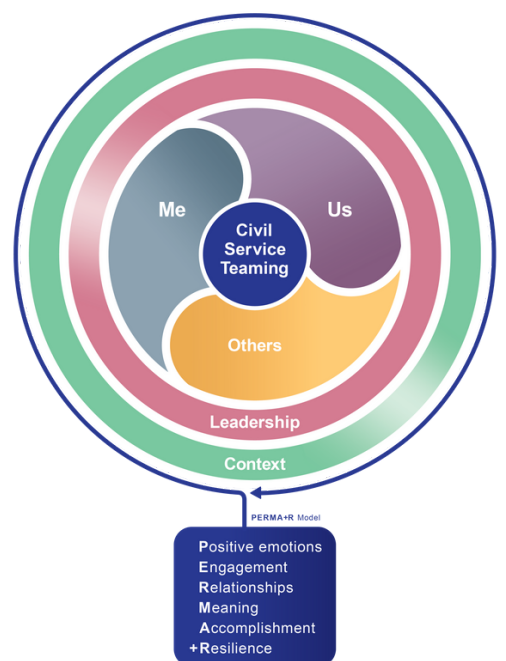 Me
Us
Civil
Service
Teaming
Others
Leadership
Context
PERMA+R Model
Positive emotions
Engagement
Relationships
Meaning
Accomplishment
+Resilience